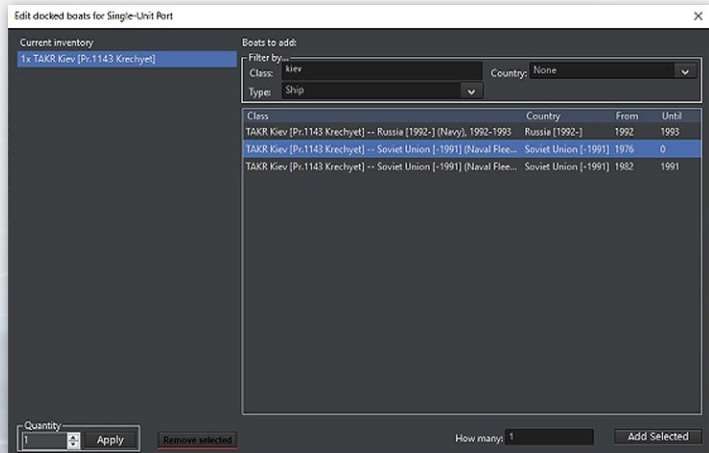 Edit docked boats for Single-Unit Port
Current inventory
1x TAKR Kiev [Pr.1143 Krechyet]
Boats to add:
Filter by...
Class: kiev
Country: None
Type: Ship
Class Country From Until
TAKR Kiev [Pr.1143 Krechyet] -- Russia [1992-] (Navy), 1992-1993 Russia [1992-] 1992 1993
TAKR Kiev [Pr.1143 Krechyet] -- Soviet Union [-1991] (Naval Flee... Soviet Union [-1991] 1976 0
TAKR Kiev [Pr.1143 Krechyet] -- Soviet Union [-1991] (Naval Flee... Soviet Union [-1991] 1982 1991
Quantity
1 Apply
Remove selected
How many: 1
Add Selected